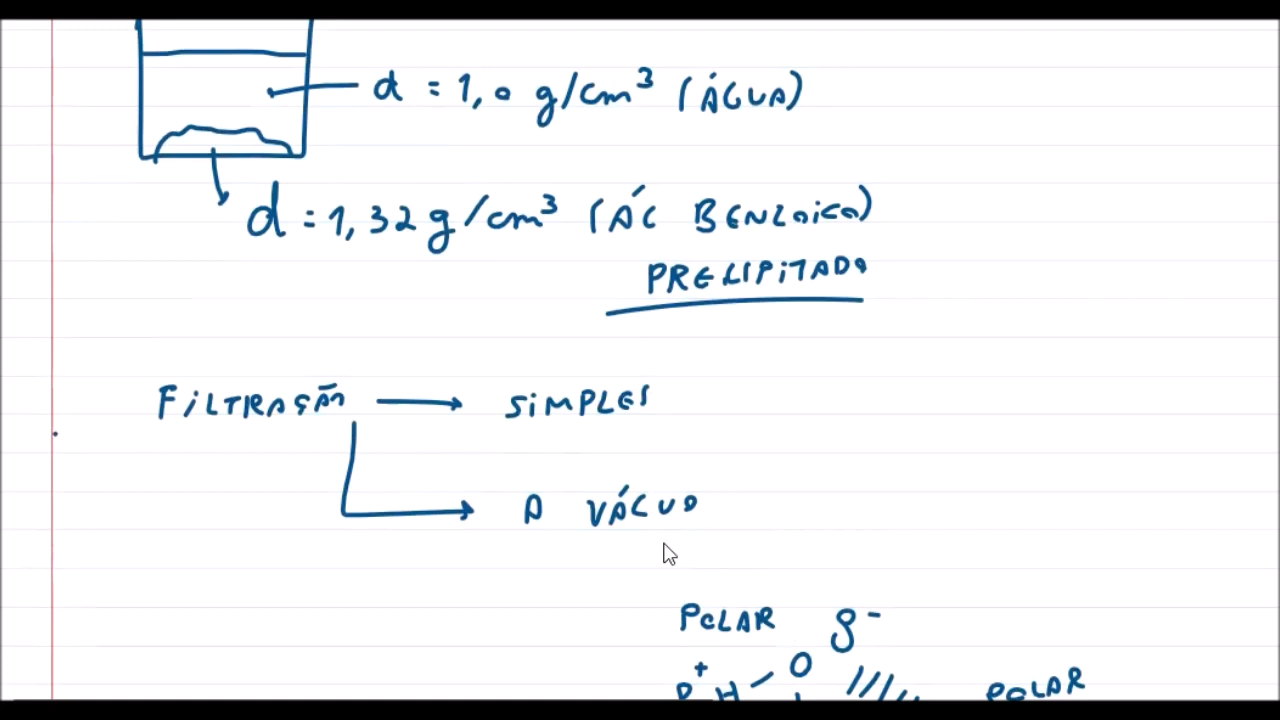 d = 1,0 g/cm³ (ÁGUA)
d = 1,32 g/cm³ (ÁC BENZOICO)
PRECIPITADO
FILTRAÇÃO → SIMPLES
→ A VÁCUO
POLAR δ-
δ+ H - O
POLAR